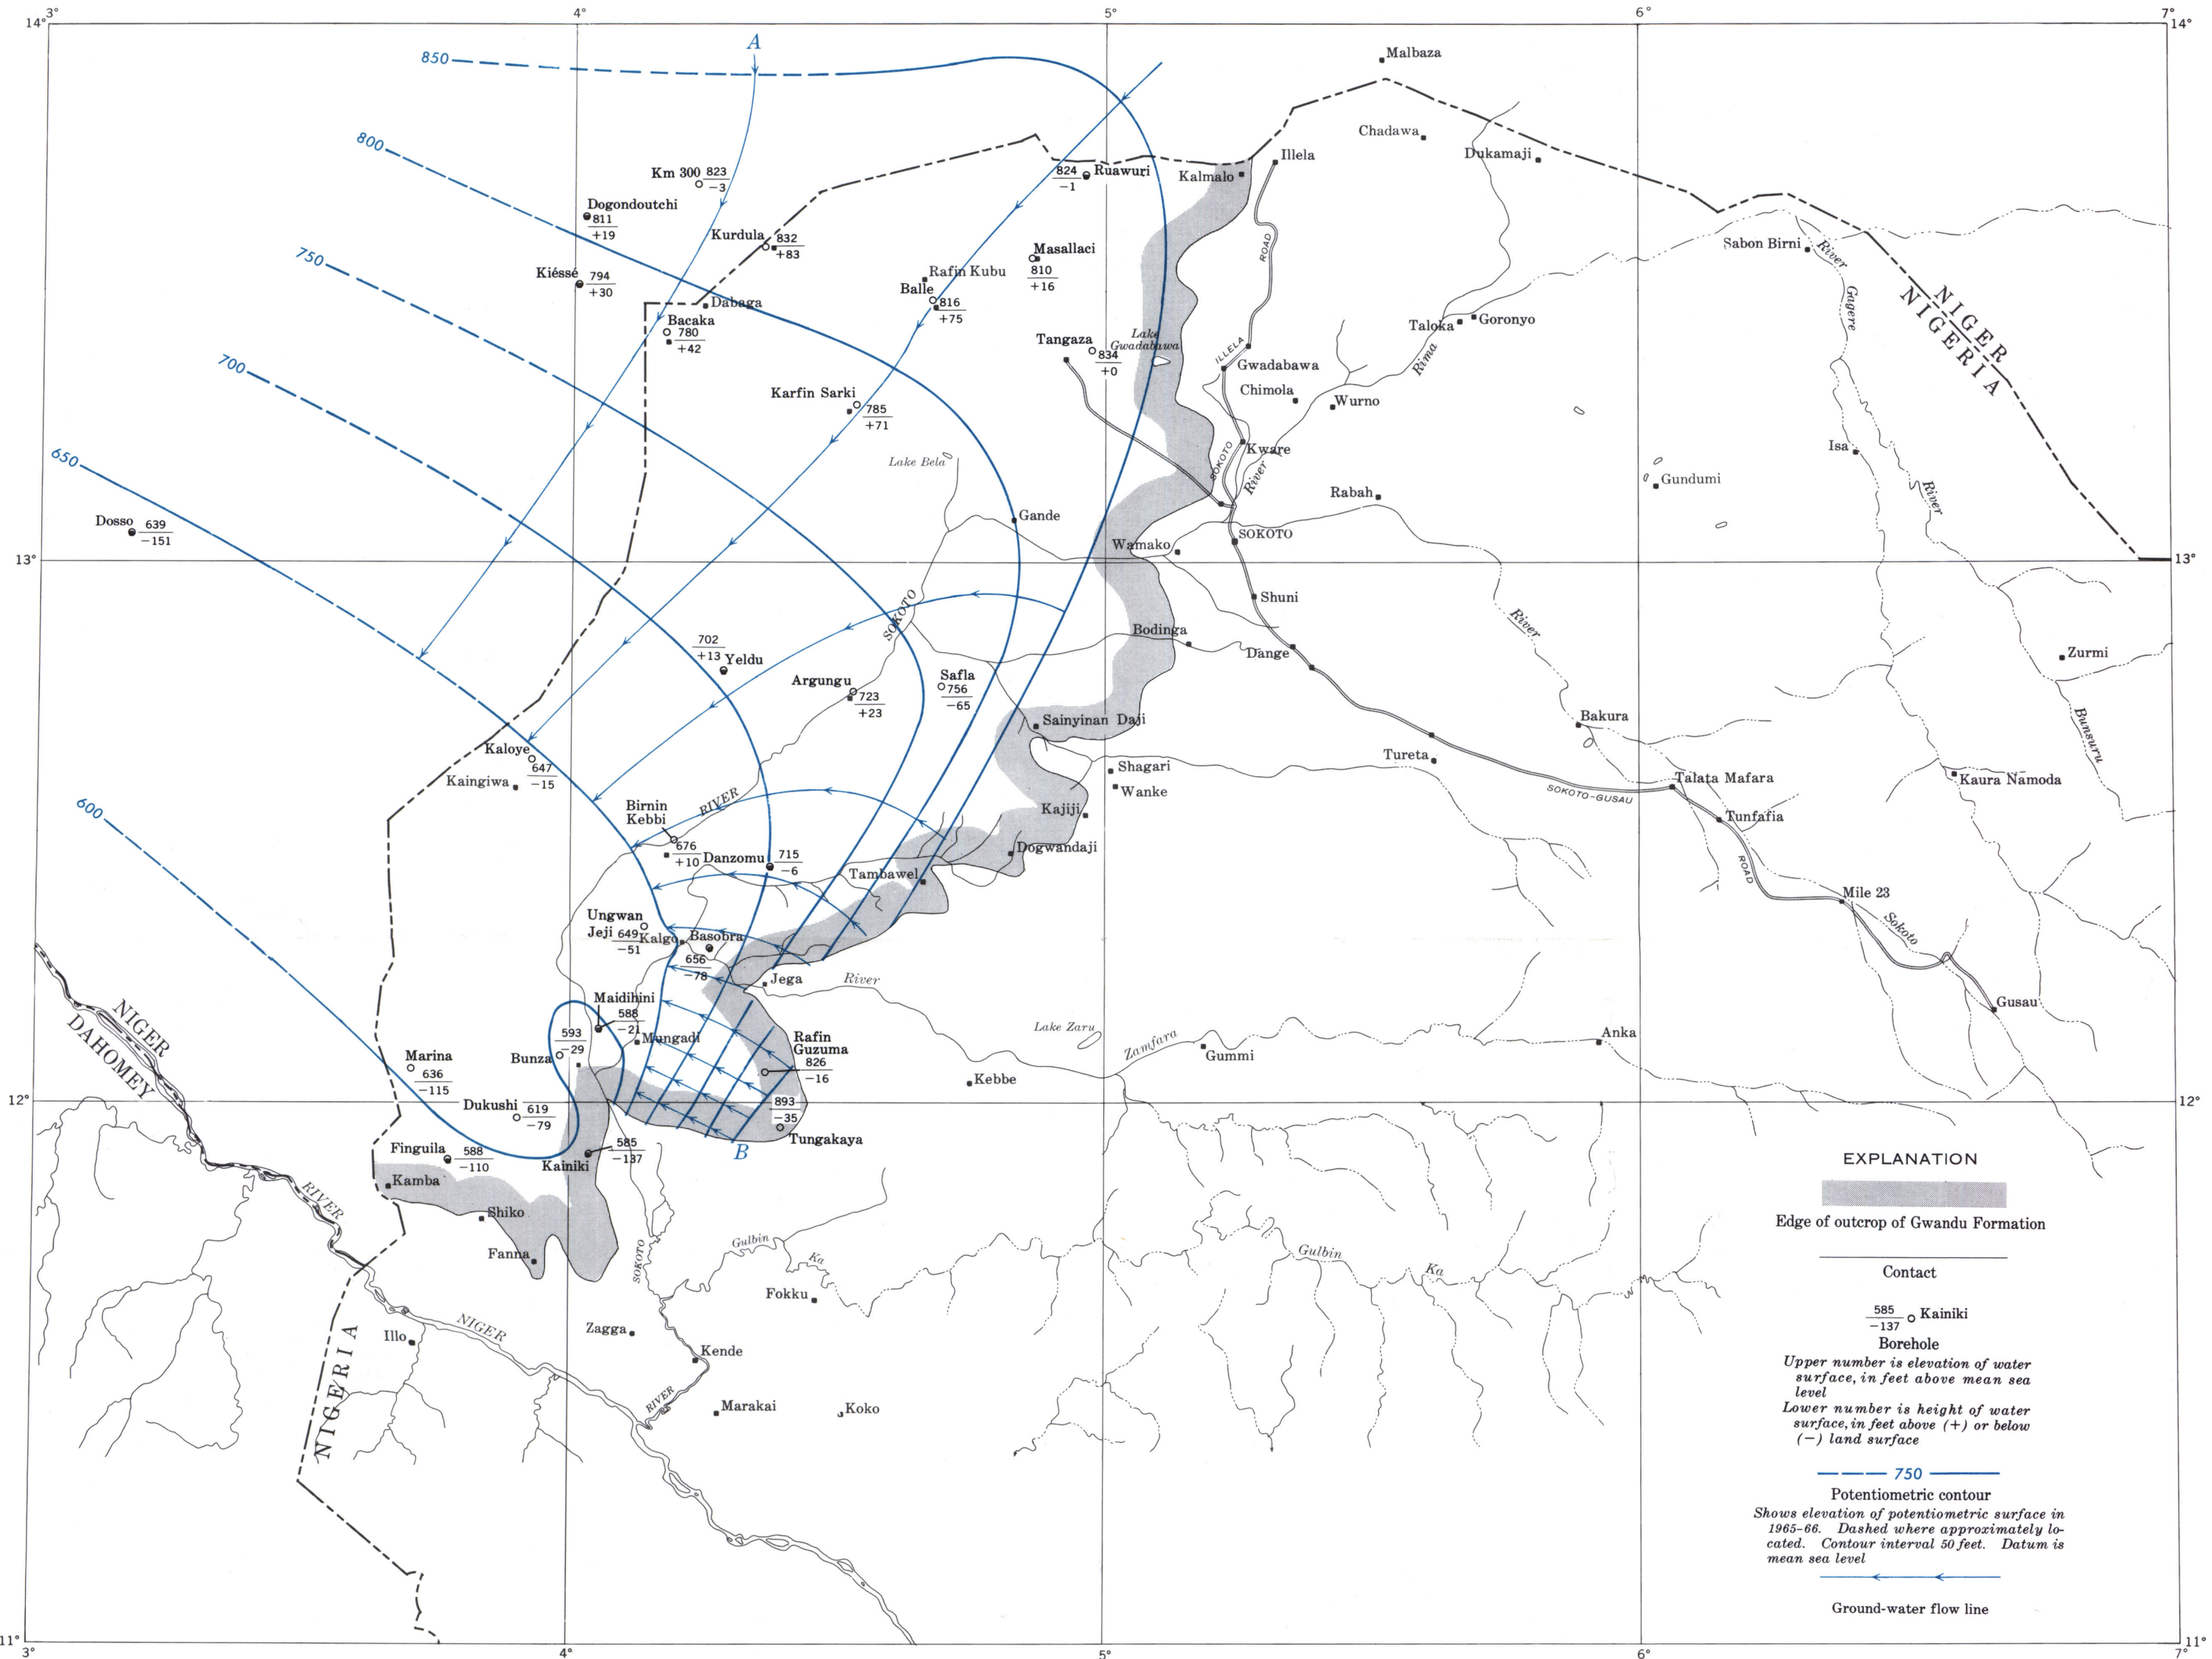 3°
4°
5°
6°
7°
14°
14°
A
850
Malbaza
Chadawa
Dukamaji
800
Illela
Km 300 823
−3
824
−1
Ruawuri
Kalmalo
Dogondoutchi
811
+19
Kurdula 832
+83
Masallaci
810
+16
Sabon Birni
River
ROAD
750
Kiéssé 794
+30
Rafin Kubu
Balle
816
+75
Gagere
NIGER
NIGERIA
Dabaga
Bacaka
780
+42
Taloka
Goronyo
Tangaza
834
+0
Lake
Gwadabawa
ILLELA
Gwadabawa
Rima
700
Karfin Sarki
785
+71
Chimola
Wurno
650
Lake Bela
SOKOTO
Kware
River
Isa
Gundumi
Rabah
River
Dosso 639
−151
Gande
SOKOTO
Wamako
13°
13°
Shuni
SOKOTO
River
Bodinga
Dange
702
+13
Yeldu
Zurmi
Argungu
723
+23
Safla
756
−65
Sainyinan Daji
Bakura
Bunsuru
Kaloye
647
−15
Kaingiwa
Shagari
Wanke
Tureta
Talata Mafara
Kaura Namoda
SOKOTO-GUSAU
600
Birnin
Kebbi
RIVER
676
+10
Kajiji
Tunfafia
Danzomu 715
−6
Dogwandaji
ROAD
Tambawel
Mile 23
Sokoto
Ungwan
Jeji 649
−51
Kalgo
Basobra
656
−78
Jega
River
Gusau
NIGER
DAHOMEY
Maidihini
588
−21
593
−29
Bunza
Mungadi
Rafin
Guzuma
826
−16
Lake Zaru
Zamfara
Gummi
Anka
Marina
636
−115
Kebbe
12°
12°
Dukushi 619
−79
893
−35
Tungakaya
B
Finguila 588
−110
Kainiki
585
−137
Kamba
RIVER
Shiko
Fanna
SOKOTO
Gulbin
Ka
Gulbin
Ka
Fokku
NIGER
Illo
Zagga
Kende
NIGERIA
RIVER
Marakai
Koko
11°
11°
3°
4°
5°
6°
7°
EXPLANATION
Edge of outcrop of Gwandu Formation
Contact
585
−137
Kainiki
Borehole
Upper number is elevation of water
surface, in feet above mean sea
level
Lower number is height of water
surface, in feet above (+) or below
(−) land surface
750
Potentiometric contour
Shows elevation of potentiometric surface in
1965–66. Dashed where approximately lo-
cated. Contour interval 50 feet. Datum is
mean sea level
Ground-water flow line